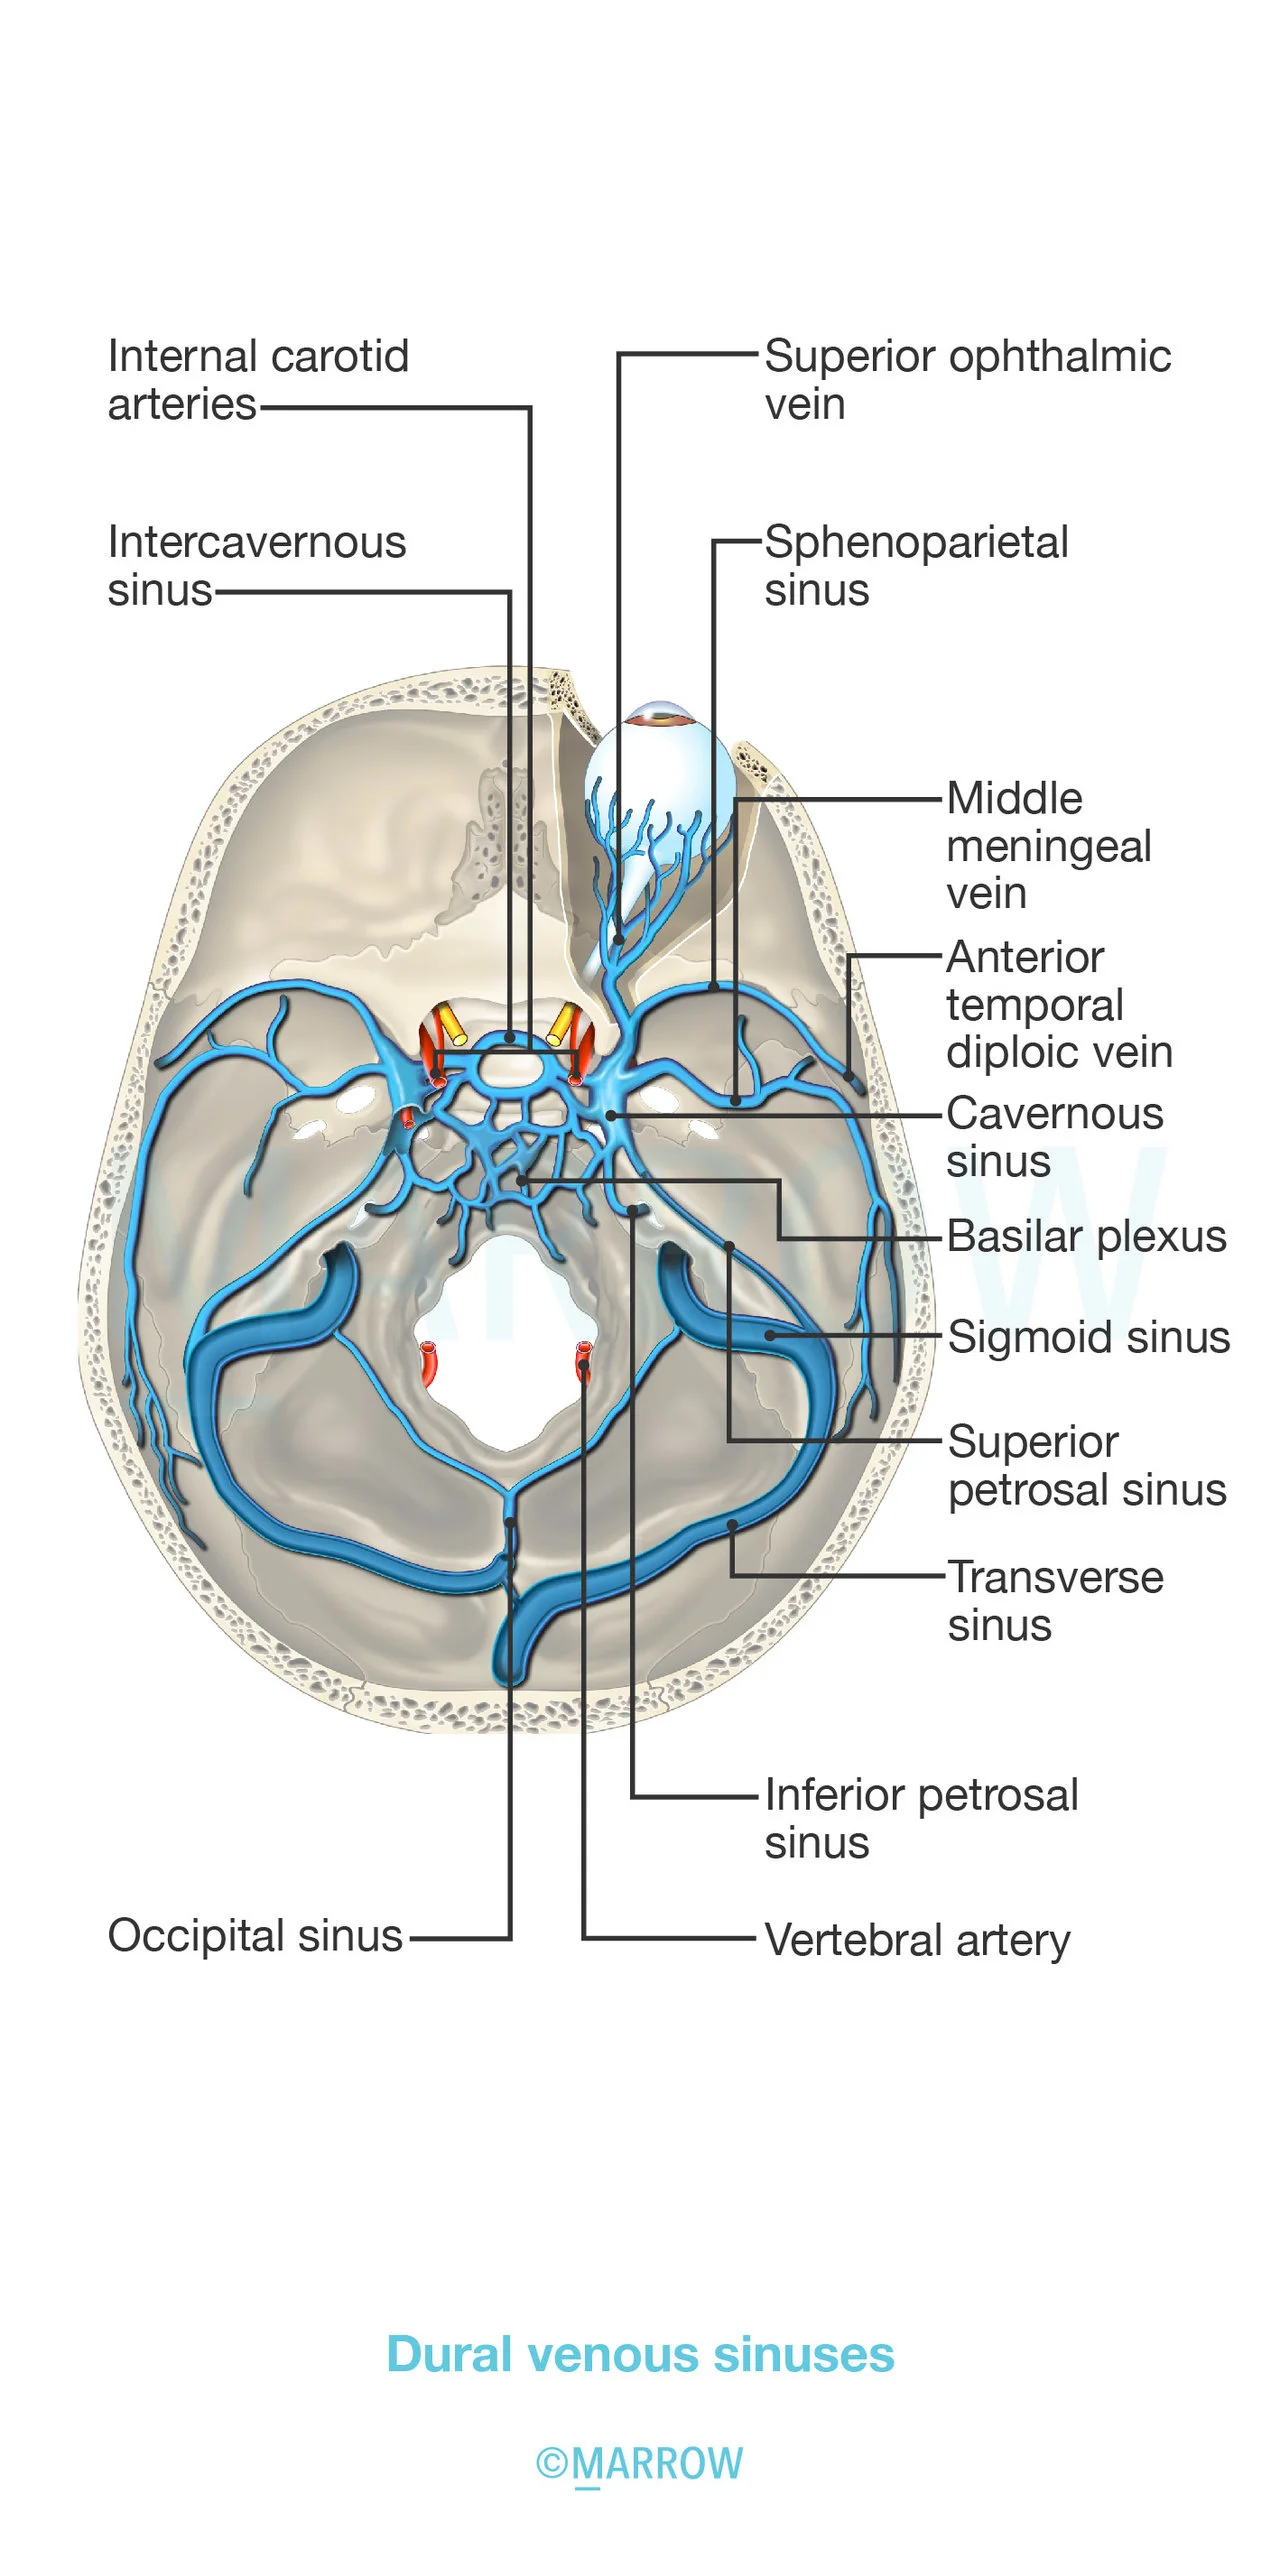 Internal carotid
arteries
Superior ophthalmic
vein
Intercavernous
sinus
Sphenoparietal
sinus
Middle
meningeal
vein
Anterior
temporal
diploic vein
Cavernous
sinus
Basilar plexus
Sigmoid sinus
Superior
petrosal sinus
Transverse
sinus
Inferior petrosal
sinus
Occipital sinus
Vertebral artery
Dural venous sinuses
©MARROW